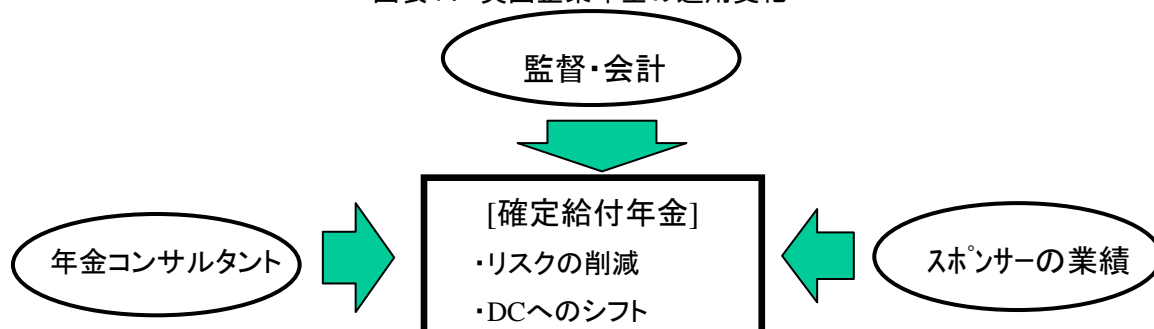 監督・会計
[確定給付年金]
年金コンサルタント
・リスクの削減
スポンサーの業績
・DCへのシフト